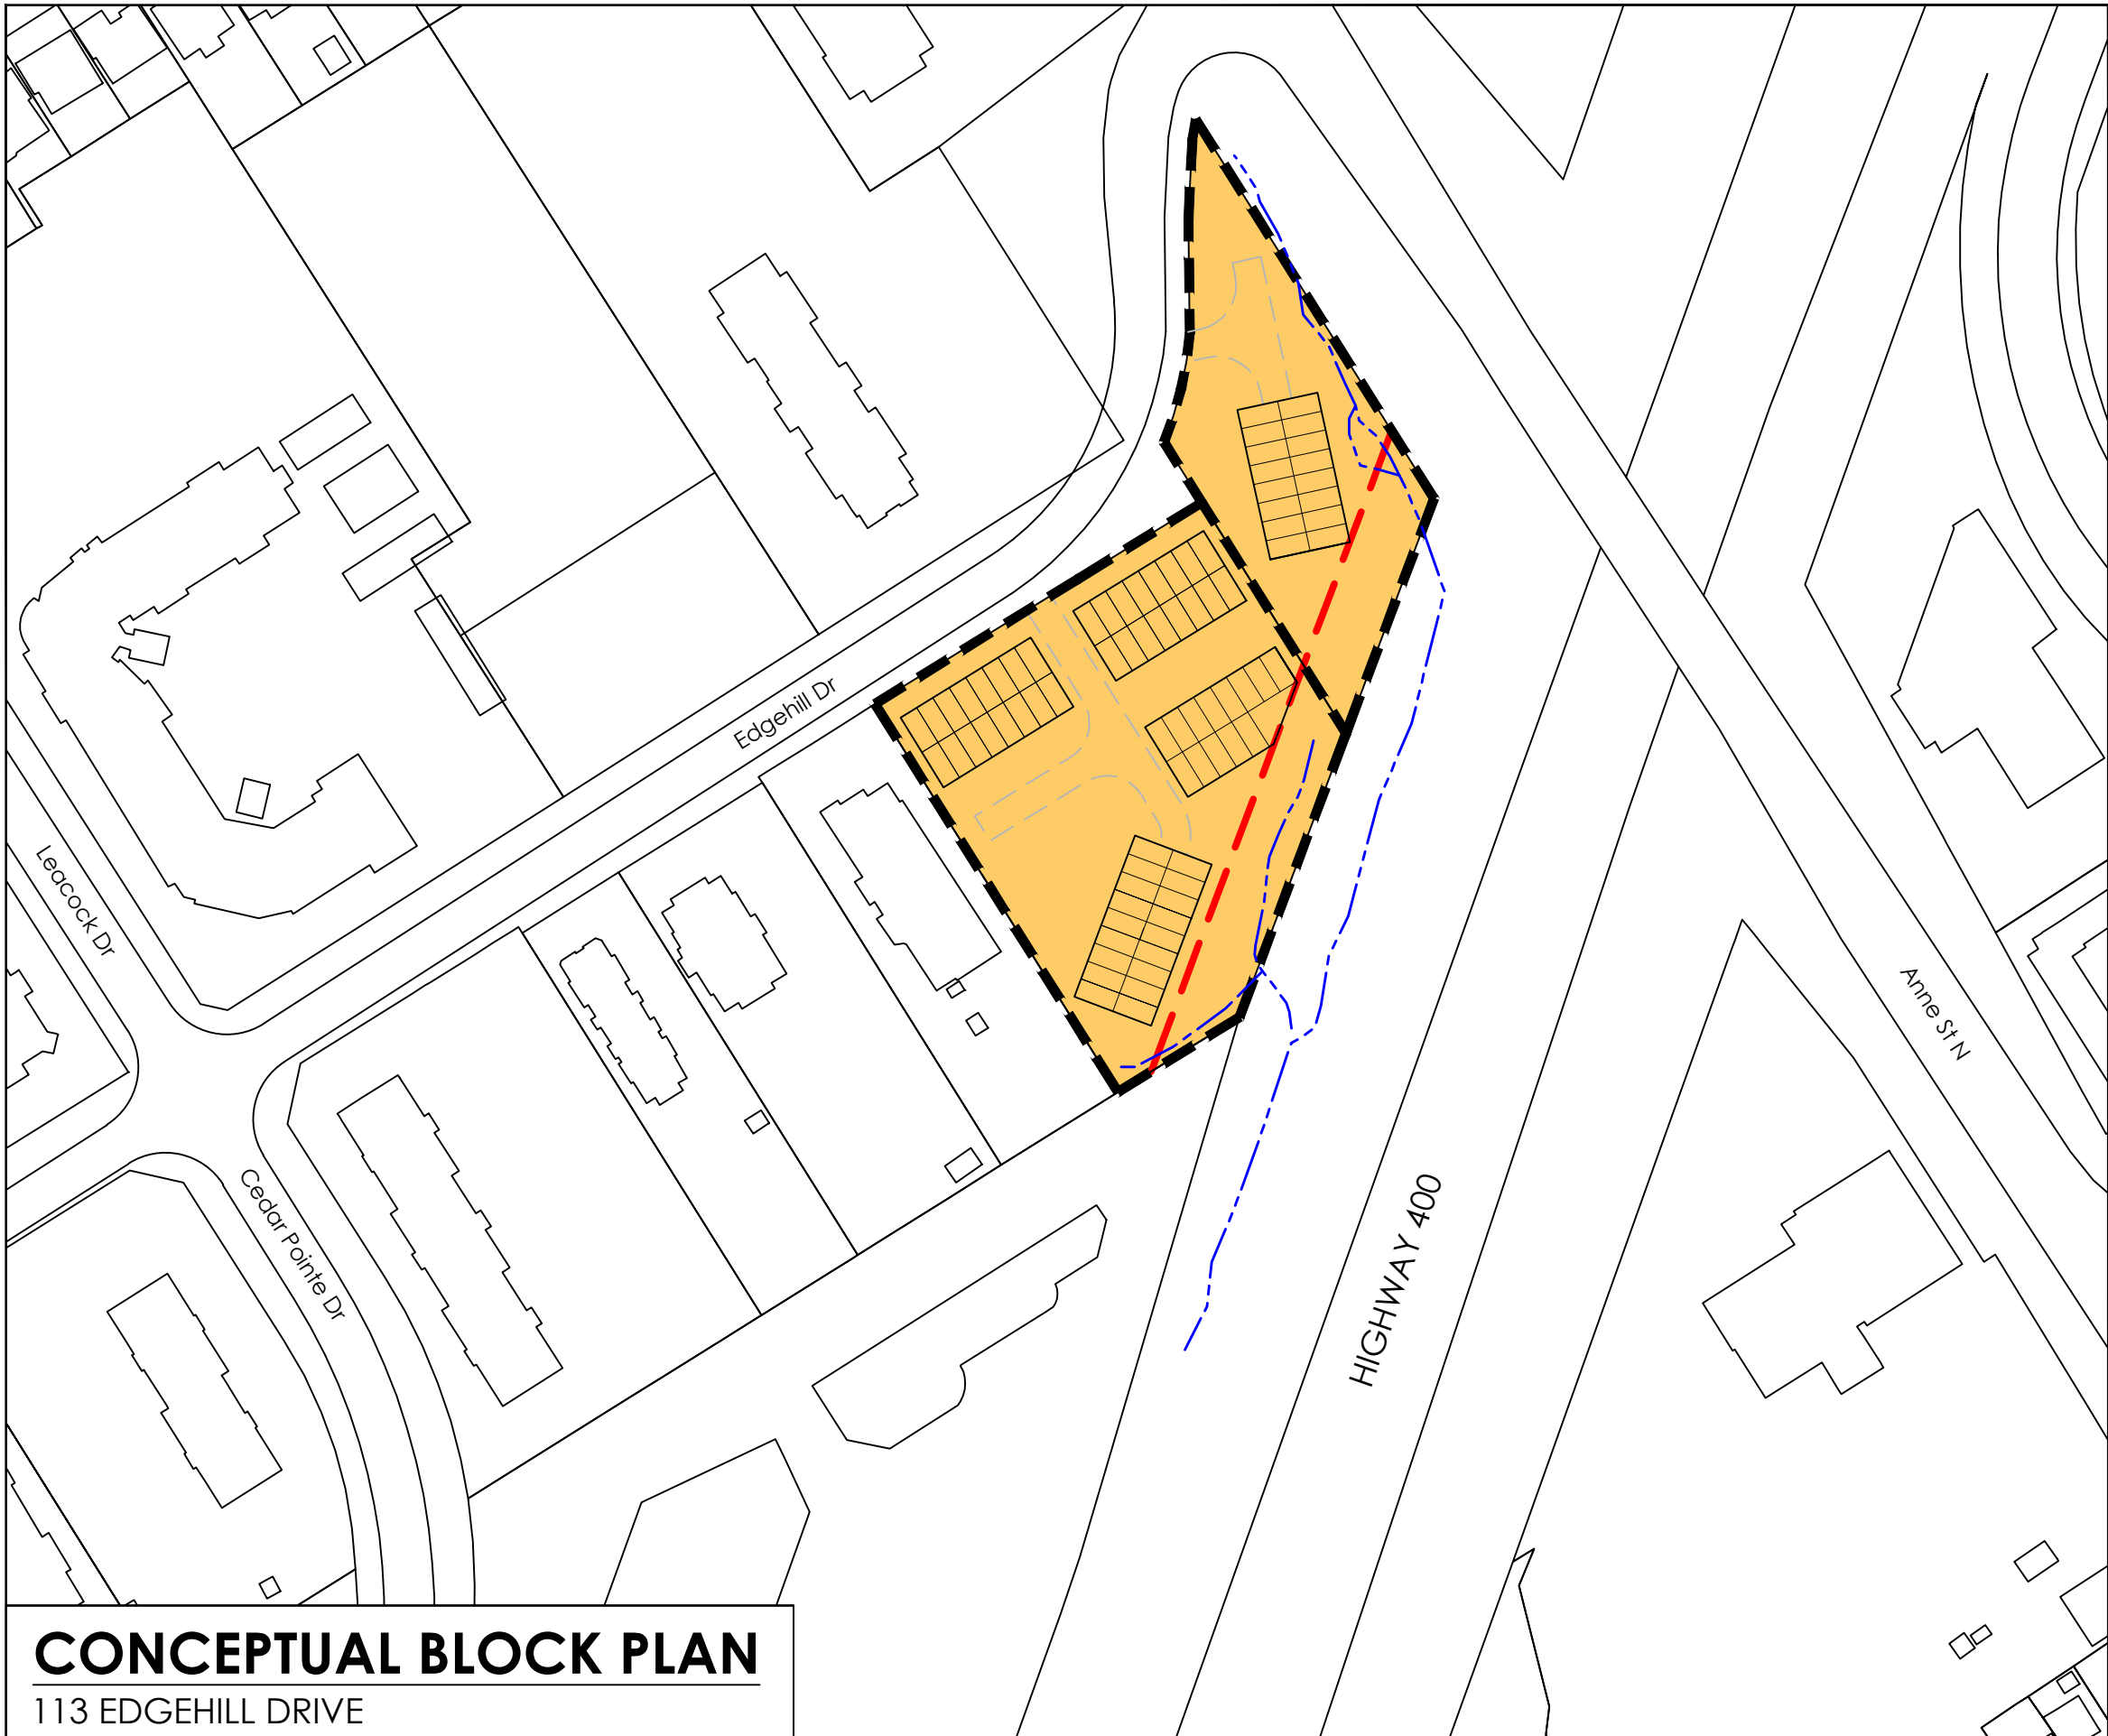 Edgehill Dr
Leacock Dr
Anne St N
Cedar Pointe Dr
HIGHWAY 400
CONCEPTUAL BLOCK PLAN
113 EDGEHILL DRIVE